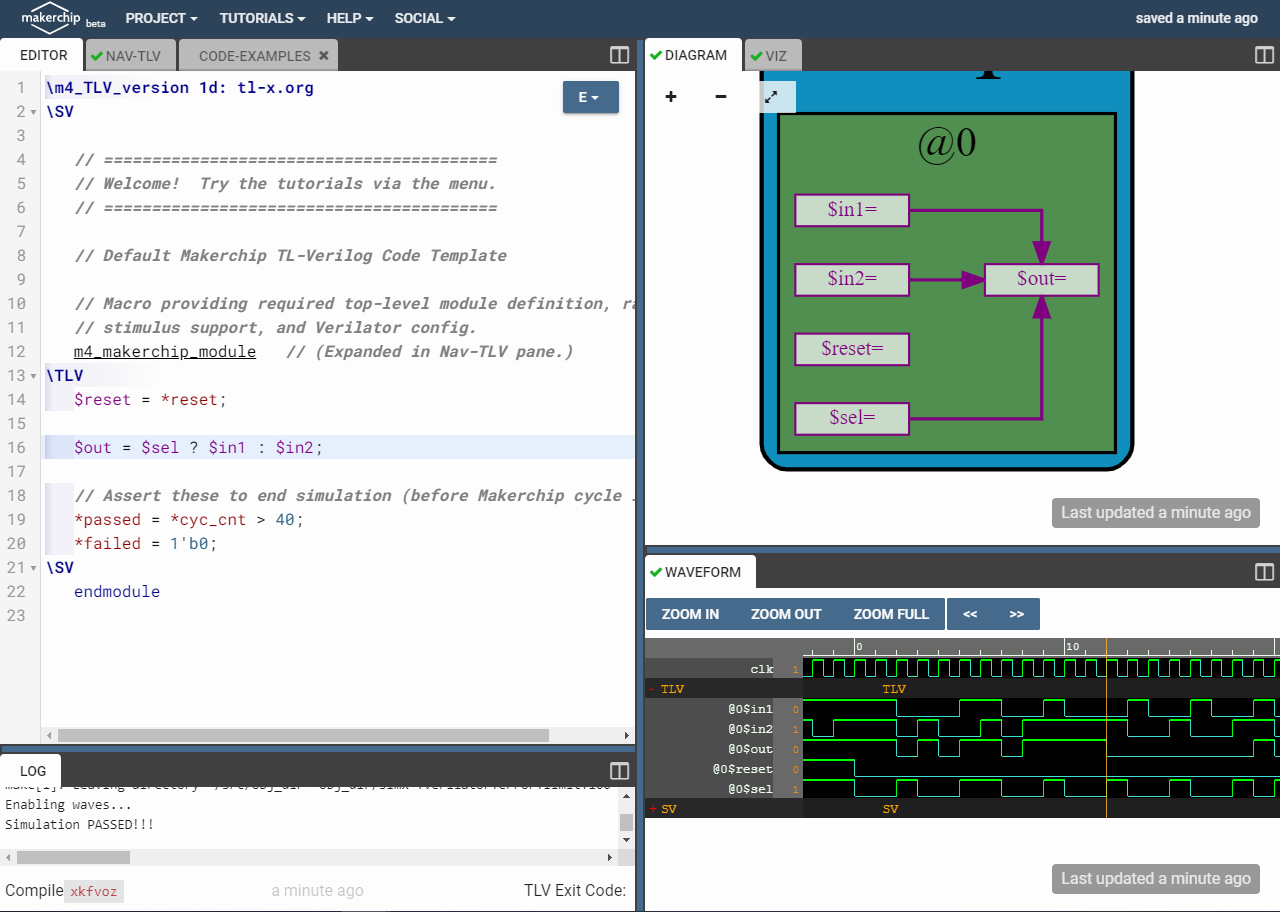 makerchip beta PROJECT TUTORIALS HELP SOCIAL saved a minute ago
EDITOR NAV-TLV CODE-EXAMPLES
E
1 \m4_TLV_version 1d: tl-x.org
2 \SV
3
4 // =========================================
5 // Welcome!  Try the tutorials via the menu.
6 // =========================================
7
8 // Default Makerchip TL-Verilog Code Template
9
10 // Macro providing required top-level module definition,
11 // stimulus support, and Verilator config.
12 m4_makerchip_module   // (Expanded in Nav-TLV pane.)
13 \TLV
14 $reset = *reset;
15
16 $out = $sel ? $in1 : $in2;
17
18 // Assert these to end simulation (before Makerchip cycle
19 *passed = *cyc_cnt > 40;
20 *failed = 1'b0;
21 \SV
22 endmodule
23
LOG
Enabling waves...
Simulation PASSED!!!
Compile xkfvoz a minute ago TLV Exit Code:
DIAGRAM VIZ
+ −
@0
$in1=
$in2= $out=
$reset=
$sel=
Last updated a minute ago
WAVEFORM
ZOOM IN ZOOM OUT ZOOM FULL << >>
0 10
clk 1
- TLV TLV
@0$in1 0
@0$in2 1
@0$out 0
@0$reset 0
@0$sel 1
+ SV SV
Last updated a minute ago